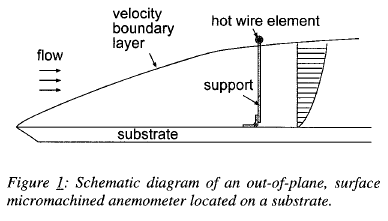 velocity
boundary
layer
hot wire element
flow
support
substrate
Figure 1: Schematic diagram of an out-of-plane, surface
micromachined anemometer located on a substrate.